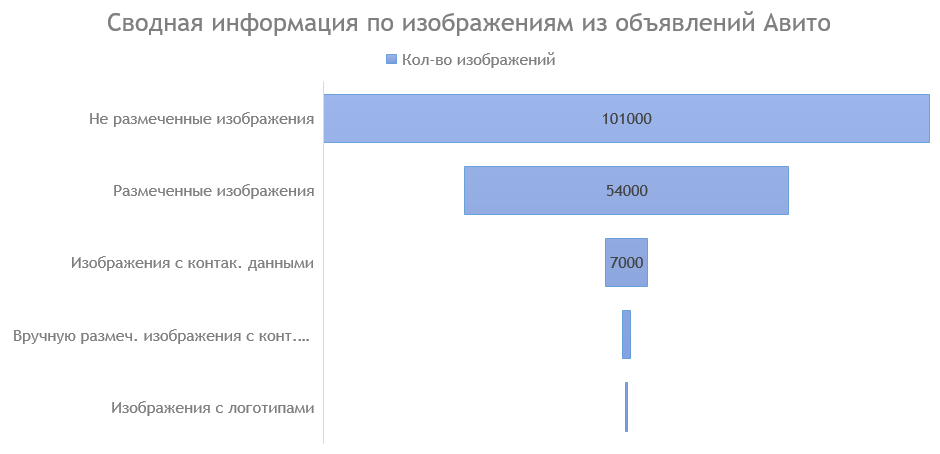 Сводная информация по изображениям из объявлений Авито
Кол-во изображений
Не размеченные изображения
101000
Размеченные изображения
54000
Изображения с контак. данными
7000
Вручную размеч. изображения с конт....
Изображения с логотипами